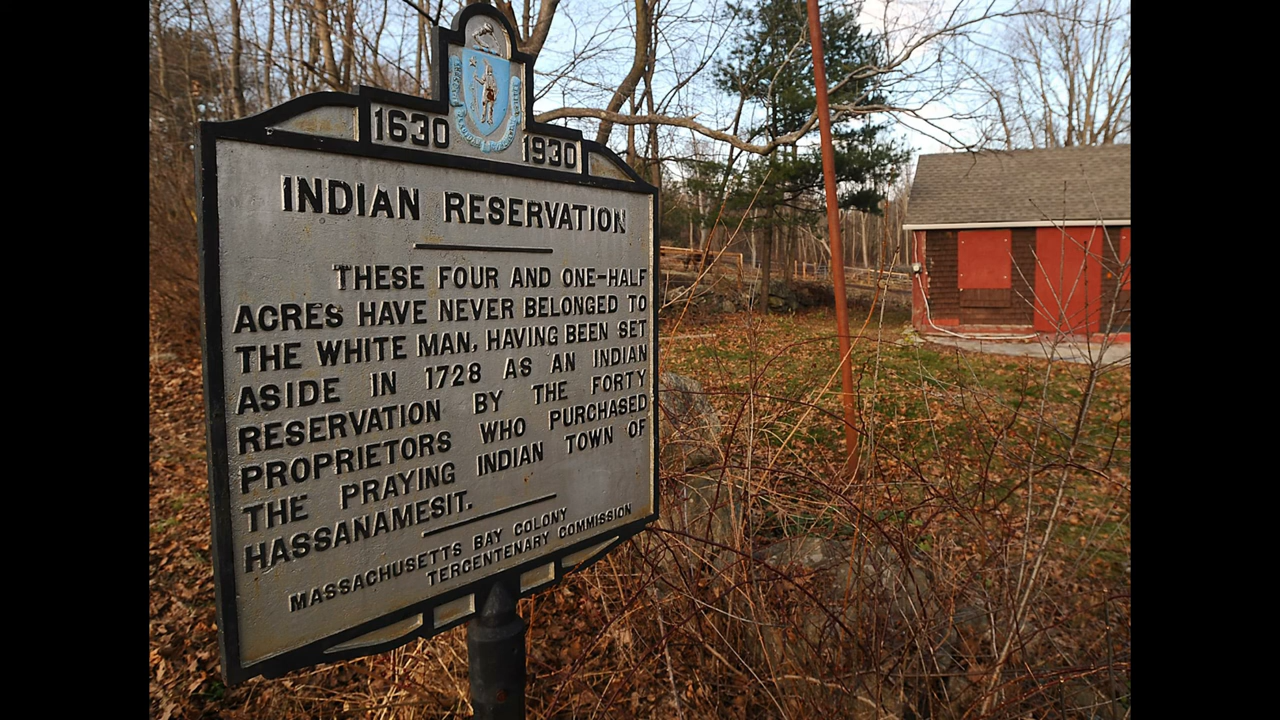 1630 1930
INDIAN RESERVATION
THESE FOUR AND ONE-HALF
ACRES HAVE NEVER BELONGED TO
THE WHITE MAN, HAVING BEEN SET
ASIDE IN 1728 AS AN INDIAN
RESERVATION BY THE FORTY
PROPRIETORS WHO PURCHASED
THE PRAYING INDIAN TOWN OF
HASSANAMESIT.
MASSACHUSETTS BAY COLONY
TERCENTENARY COMMISSION